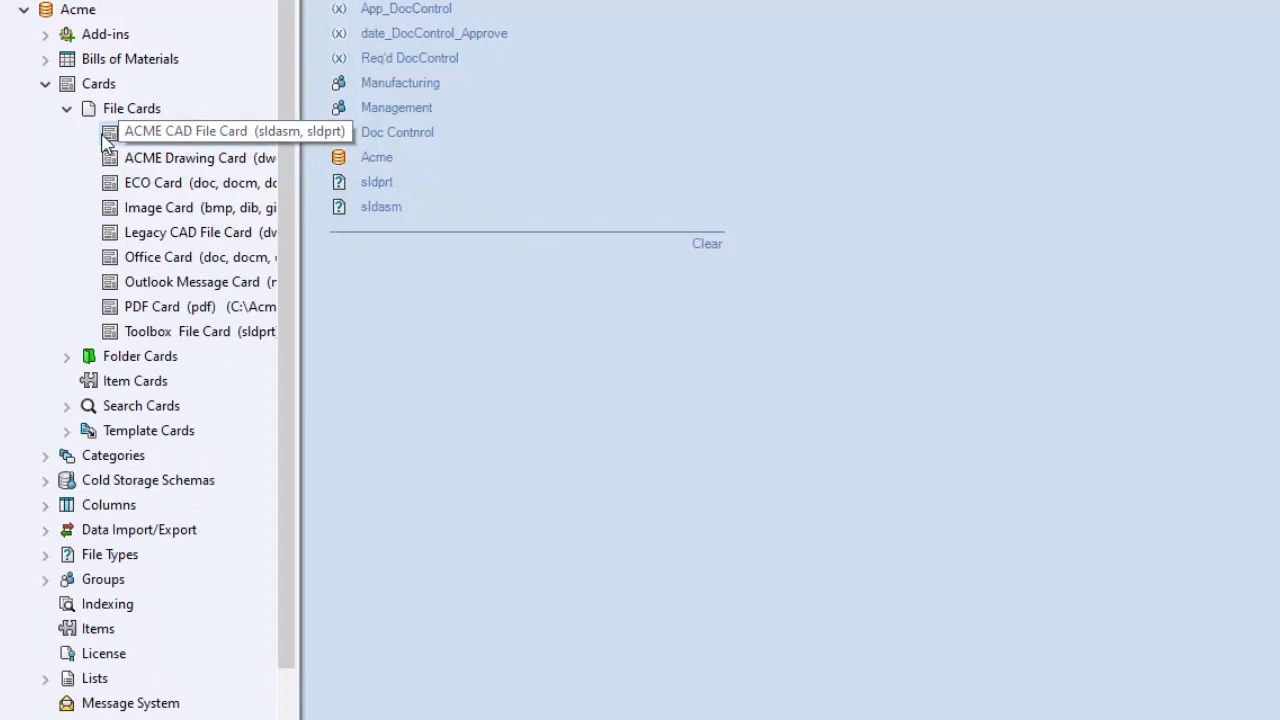 Acme
Add-ins
Bills of Materials
Cards
File Cards
ACME CAD File Card (sldasm, sldprt)
ACME Drawing Card (dw
ECO Card (doc, docm, dc
Image Card (bmp, dib, gi
Legacy CAD File Card (dv
Office Card (doc, docm,
Outlook Message Card (r
PDF Card (pdf) (C:\Acm
Toolbox File Card (sldprt
Folder Cards
Item Cards
Search Cards
Template Cards
Categories
Cold Storage Schemas
Columns
Data Import/Export
File Types
Groups
Indexing
Items
License
Lists
Message System
(x) App_DocControl
(x) date_DocControl_Approve
(x) Req'd DocControl
Manufacturing
Management
Doc Contnrol
Acme
sldprt
sldasm
Clear